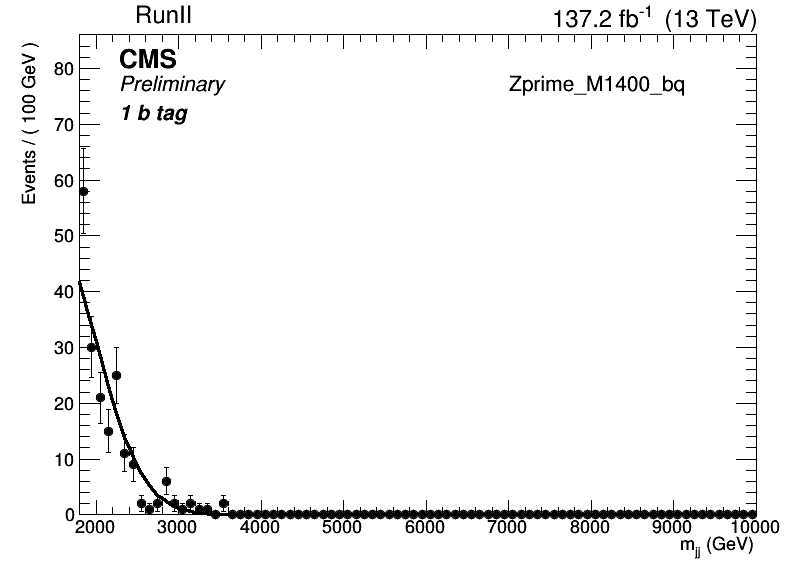 RunII 137.2 fb⁻¹ (13 TeV)
CMS
Preliminary
Zprime_M1400_bq
1 b tag
Events / ( 100 GeV )
80
70
60
50
40
30
20
10
0
2000 3000 4000 5000 6000 7000 8000 9000 10000
m_jj (GeV)